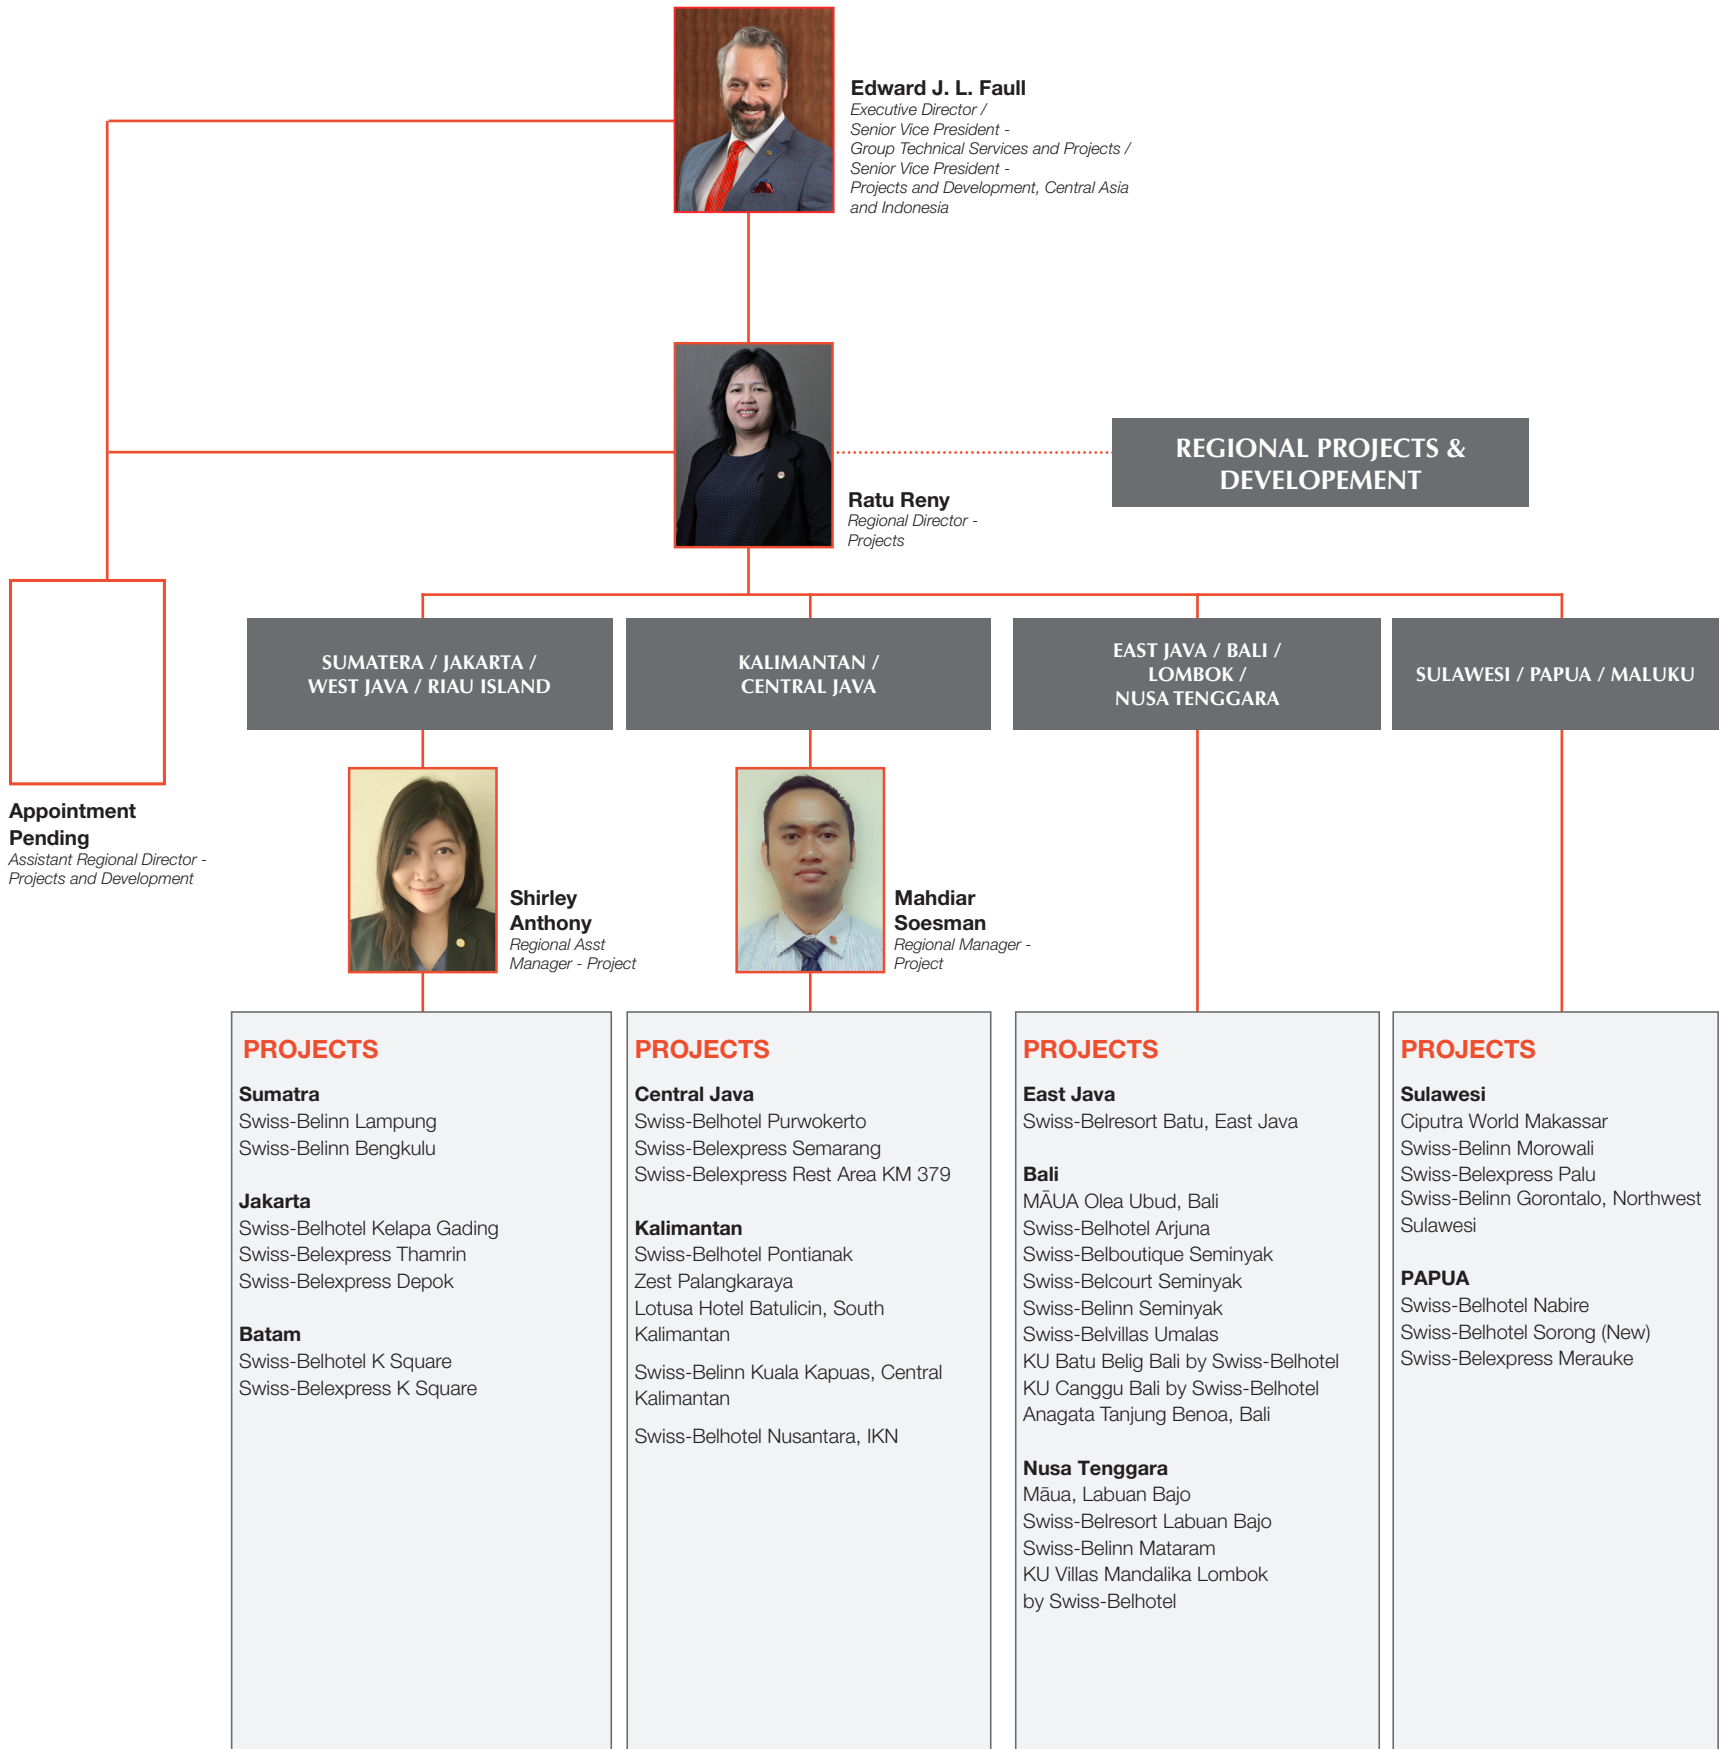 Edward J. L. Faull
Executive Director /
Senior Vice President -
Group Technical Services and Projects /
Senior Vice President -
Projects and Development, Central Asia
and Indonesia
Ratu Reny
Regional Director -
Projects
REGIONAL PROJECTS &
DEVELOPEMENT
Appointment
Pending
Assistant Regional Director -
Projects and Development
SUMATERA / JAKARTA /
WEST JAVA / RIAU ISLAND
KALIMANTAN /
CENTRAL JAVA
EAST JAVA / BALI /
LOMBOK /
NUSA TENGGARA
SULAWESI / PAPUA / MALUKU
Shirley
Anthony
Regional Asst
Manager - Project
Mahdiar
Soesman
Regional Manager -
Project
PROJECTS
Sumatra
Swiss-Belinn Lampung
Swiss-Belinn Bengkulu
Jakarta
Swiss-Belhotel Kelapa Gading
Swiss-Belexpress Thamrin
Swiss-Belexpress Depok
Batam
Swiss-Belhotel K Square
Swiss-Belexpress K Square
PROJECTS
Central Java
Swiss-Belhotel Purwokerto
Swiss-Belexpress Semarang
Swiss-Belexpress Rest Area KM 379
Kalimantan
Swiss-Belhotel Pontianak
Zest Palangkaraya
Lotusa Hotel Batulicin, South
Kalimantan
Swiss-Belinn Kuala Kapuas, Central
Kalimantan
Swiss-Belhotel Nusantara, IKN
PROJECTS
East Java
Swiss-Belresort Batu, East Java
Bali
MĀUA Olea Ubud, Bali
Swiss-Belhotel Arjuna
Swiss-Belboutique Seminyak
Swiss-Belcourt Seminyak
Swiss-Belinn Seminyak
Swiss-Belvillas Umalas
KU Batu Belig Bali by Swiss-Belhotel
KU Canggu Bali by Swiss-Belhotel
Anagata Tanjung Benoa, Bali
Nusa Tenggara
Māua, Labuan Bajo
Swiss-Belresort Labuan Bajo
Swiss-Belinn Mataram
KU Villas Mandalika Lombok
by Swiss-Belhotel
PROJECTS
Sulawesi
Ciputra World Makassar
Swiss-Belinn Morowali
Swiss-Belexpress Palu
Swiss-Belinn Gorontalo, Northwest
Sulawesi
PAPUA
Swiss-Belhotel Nabire
Swiss-Belhotel Sorong (New)
Swiss-Belexpress Merauke